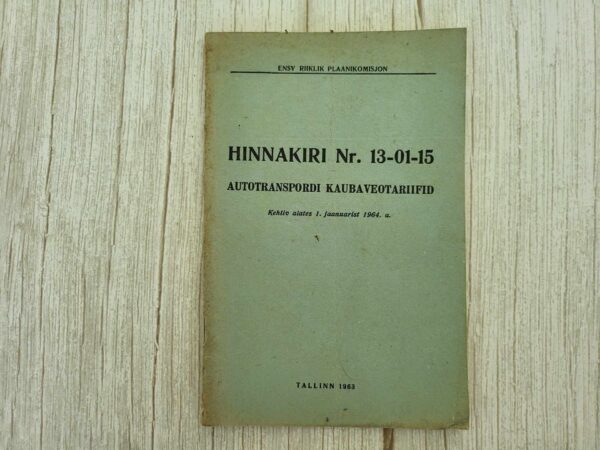 ENSV RIIKLIK PLAANIKOMISJON
HINNAKIRI Nr. 13-01-15
AUTOTRANSPORDI KAUBAVEOTARIIFID
Kehtiv alates 1. jaanuarist 1964. a.
TALLINN 1963